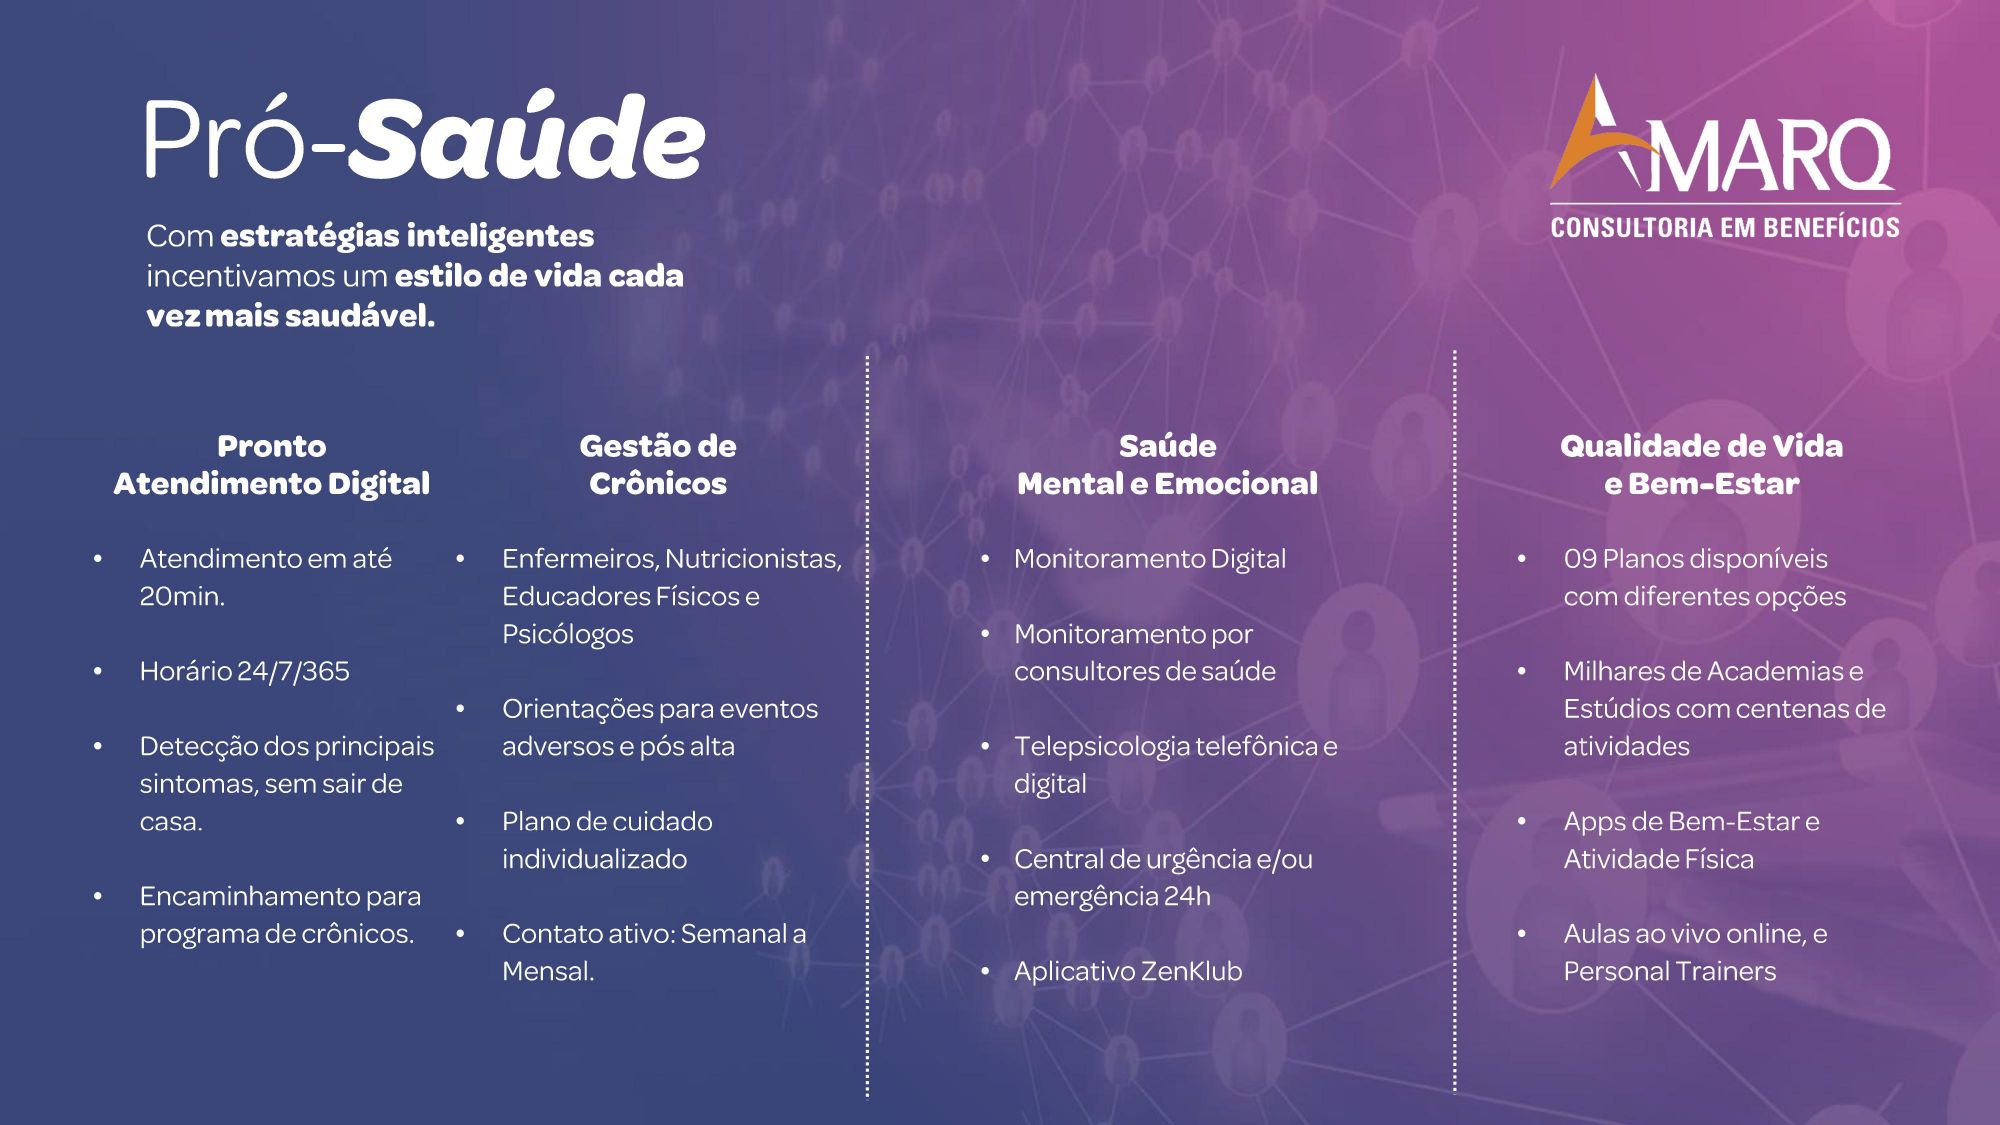 Pró-Saúde
Com estratégias inteligentes
incentivamos um estilo de vida cada
vez mais saudável.
AMARQ
CONSULTORIA EM BENEFÍCIOS
Pronto
Atendimento Digital
• Atendimento em até
20min.
• Horário 24/7/365
• Detecção dos principais
sintomas, sem sair de
casa.
• Encaminhamento para
programa de crônicos.
Gestão de
Crônicos
• Enfermeiros, Nutricionistas,
Educadores Físicos e
Psicólogos
• Orientações para eventos
adversos e pós alta
• Plano de cuidado
individualizado
• Contato ativo: Semanal a
Mensal.
Saúde
Mental e Emocional
• Monitoramento Digital
• Monitoramento por
consultores de saúde
• Telepsicologia telefônica e
digital
• Central de urgência e/ou
emergência 24h
• Aplicativo ZenKlub
Qualidade de Vida
e Bem-Estar
• 09 Planos disponíveis
com diferentes opções
• Milhares de Academias e
Estúdios com centenas de
atividades
• Apps de Bem-Estar e
Atividade Física
• Aulas ao vivo online, e
Personal Trainers